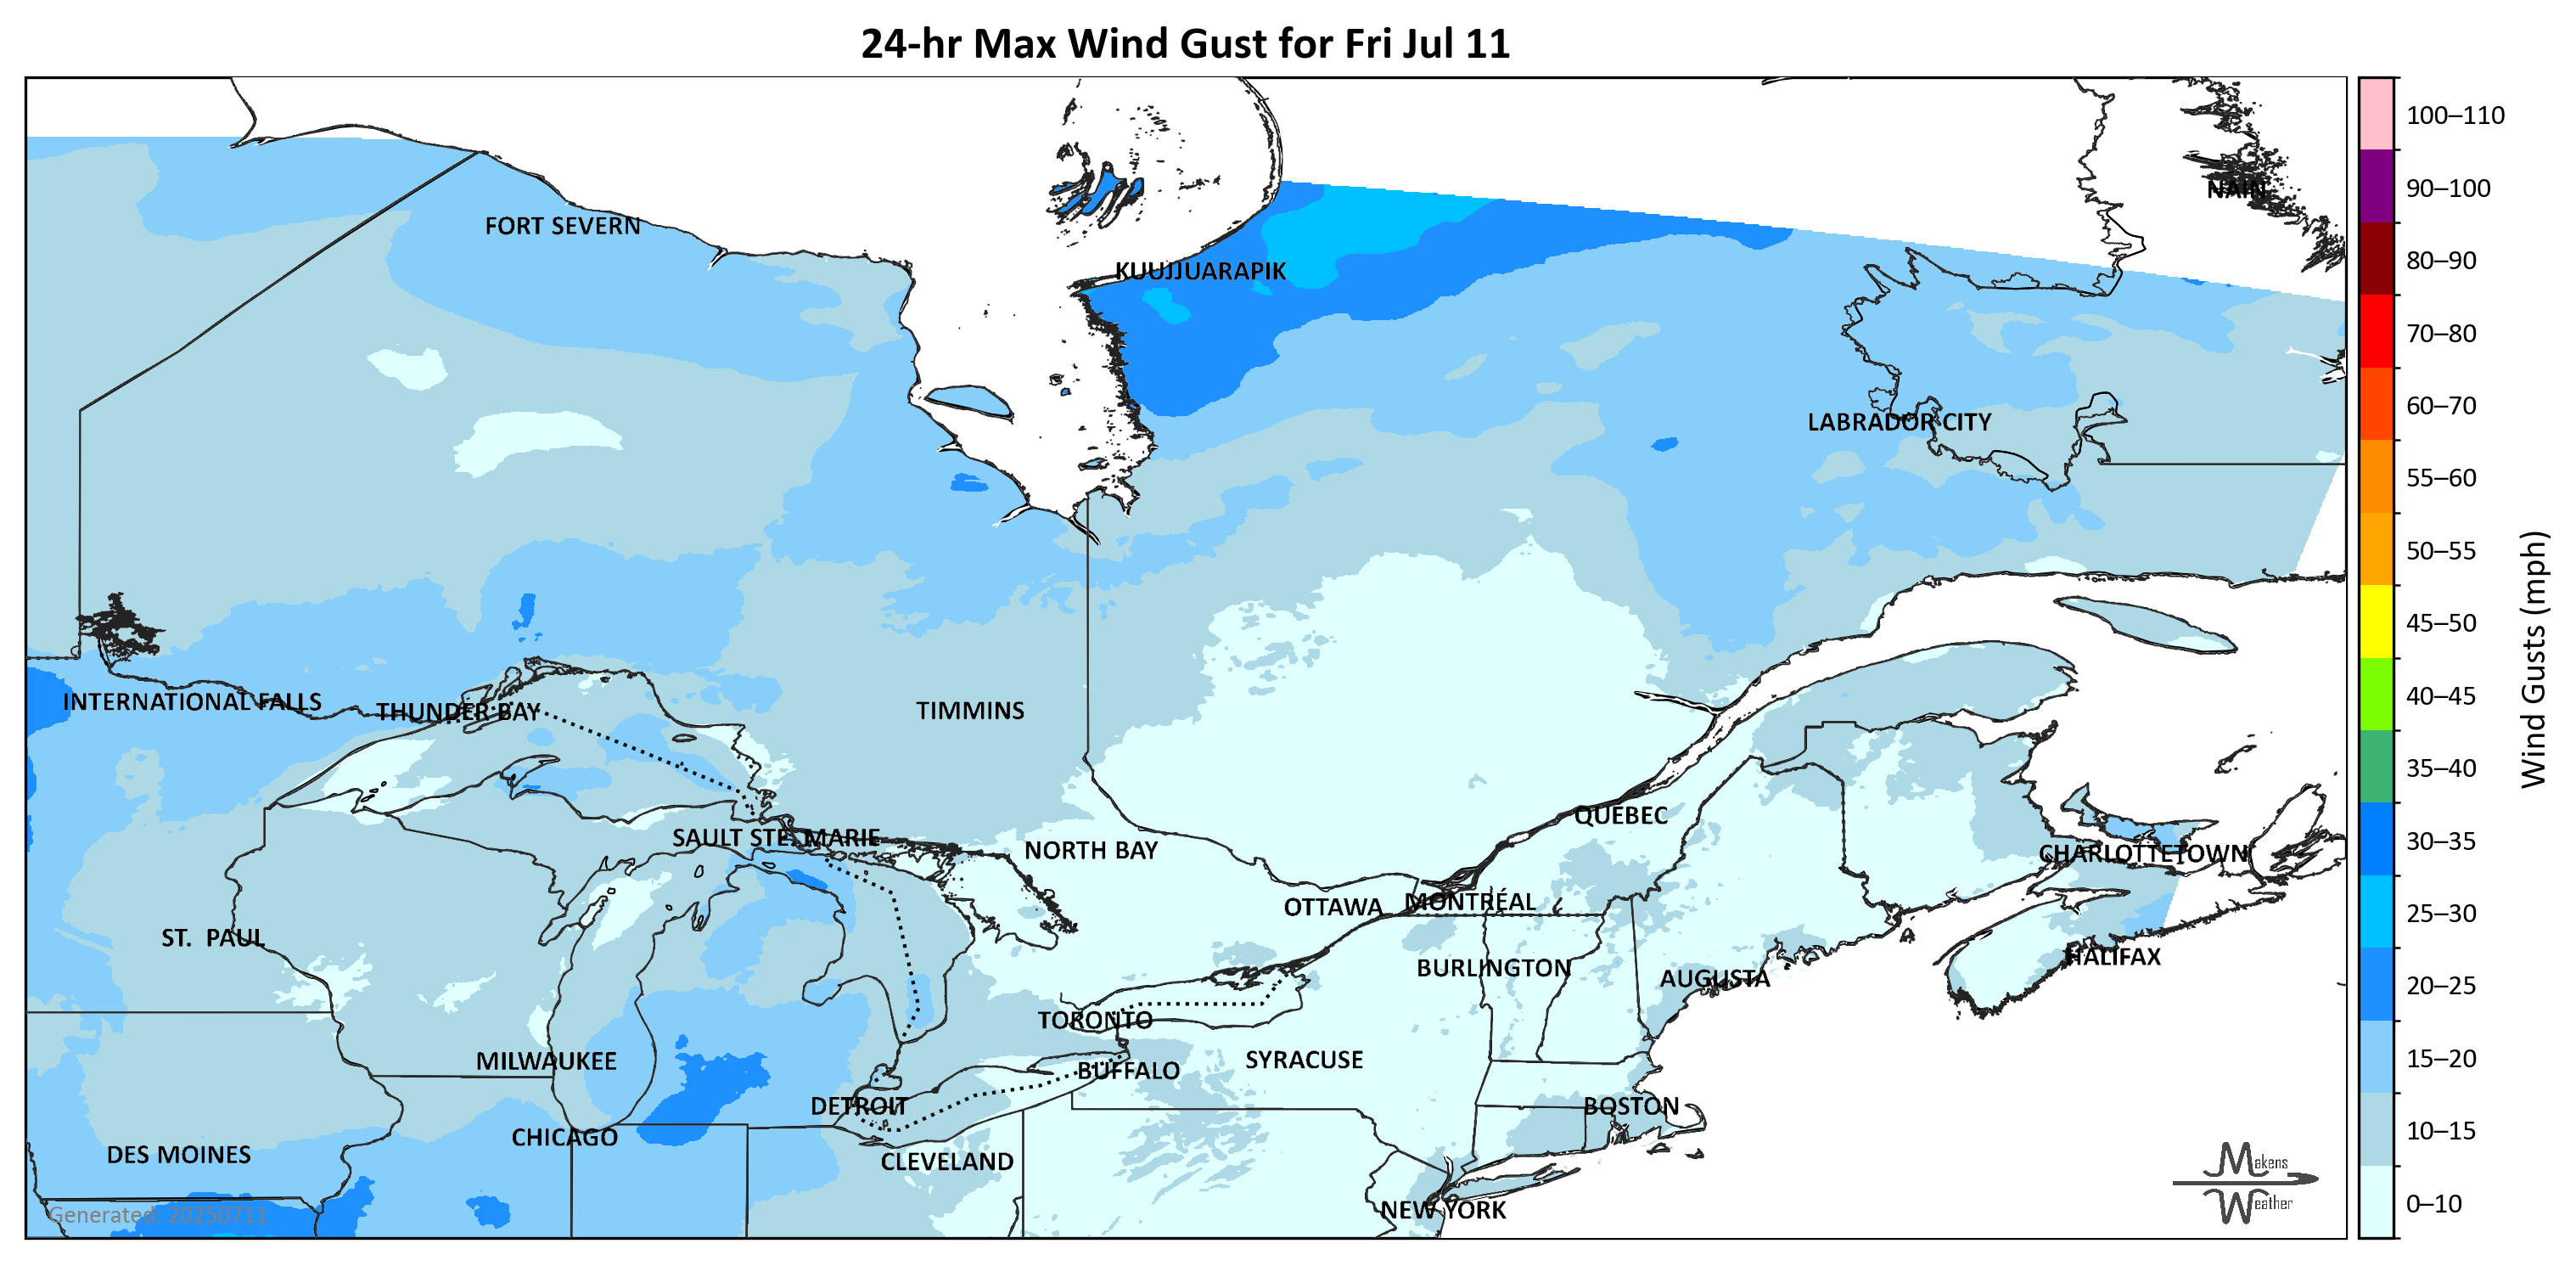 24-hr Max Wind Gust for Fri Jul 11
NAIN
FORT SEVERN
KUUJJUARAPIK
LABRADOR CITY
INTERNATIONAL FALLS
THUNDER BAY
TIMMINS
QUEBEC
SAULT STE. MARIE
NORTH BAY
CHARLOTTETOWN
OTTAWA
MONTRÉAL
ST. PAUL
HALIFAX
BURLINGTON
AUGUSTA
TORONTO
MILWAUKEE
SYRACUSE
BUFFALO
DETROIT
BOSTON
CHICAGO
DES MOINES
CLEVELAND
NEW YORK
Generated: 20250711
Makens
Weather
100–110
90–100
80–90
70–80
60–70
55–60
50–55
45–50
40–45
35–40
30–35
25–30
20–25
15–20
10–15
0–10
Wind Gusts (mph)